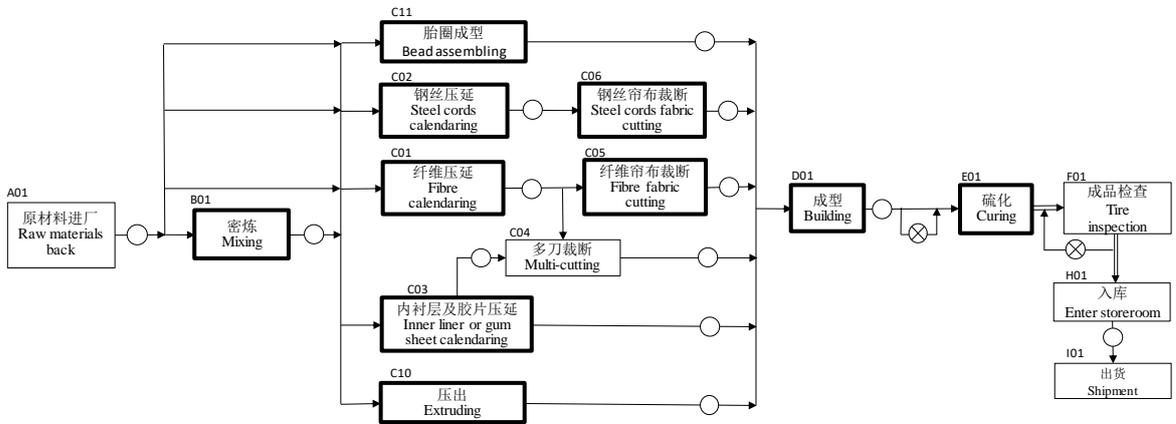 A01
原材料进厂
Raw materials
back
B01
密炼
Mixing
C11
胎圈成型
Bead assembling
C02
钢丝压延
Steel cords
calendaring
C06
钢丝帘布裁断
Steel cords fabric
cutting
C01
纤维压延
Fibre
calendaring
C05
纤维帘布裁断
Fibre fabric
cutting
C04
多刀裁断
Multi-cutting
C03
内衬层及胶片压延
Inner liner or gum
sheet calendaring
C10
压出
Extruding
D01
成型
Building
E01
硫化
Curing
F01
成品检查
Tire
inspection
H01
入库
Enter storeroom
I01
出货
Shipment